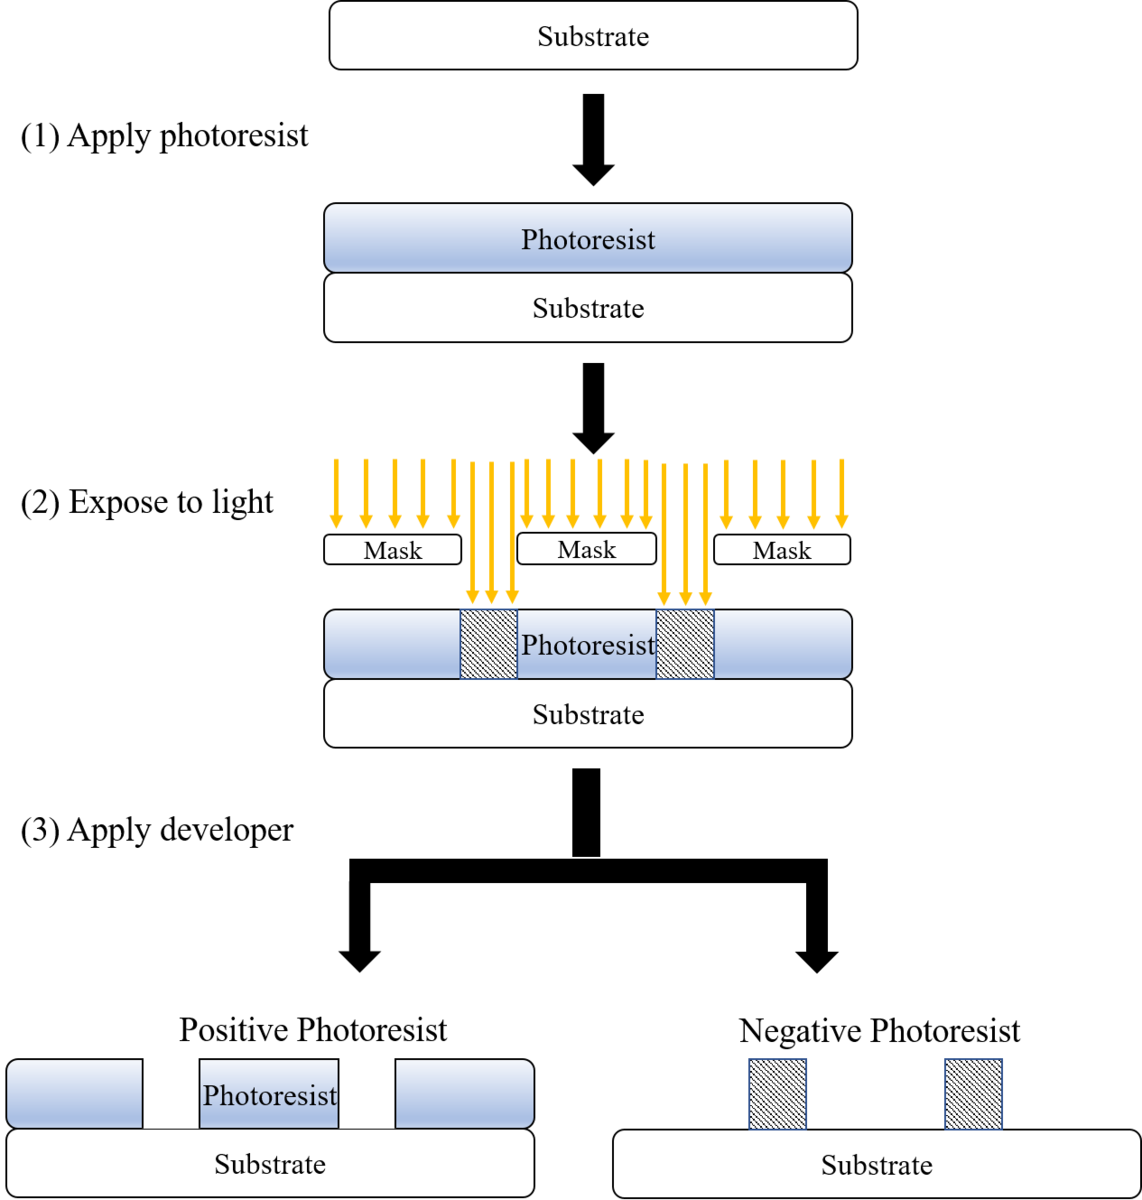 Substrate
(1) Apply photoresist
Photoresist
Substrate
(2) Expose to light
Mask
Mask
Mask
Photoresist
Substrate
(3) Apply developer
Positive Photoresist
Negative Photoresist
Photoresist
Substrate
Substrate